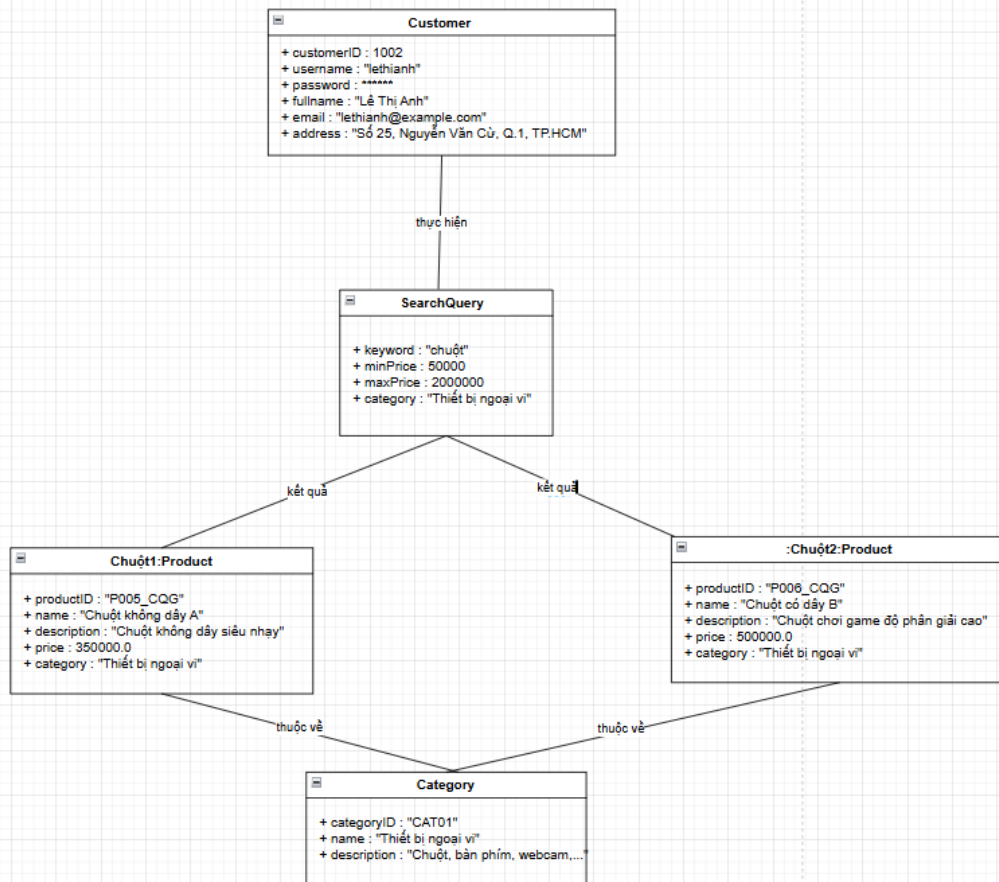 Customer
+ customerID : 1002
+ username : "lethianh"
+ password : ******
+ fullname : "Lê Thị Anh"
+ email : "lethianh@example.com"
+ address : "Số 25, Nguyễn Văn Cừ, Q.1, TP.HCM"
thực hiện
SearchQuery
+ keyword : "chuột"
+ minPrice : 50000
+ maxPrice : 2000000
+ category : "Thiết bị ngoại vi"
kết quả
kết quả
Chuột1:Product
+ productID : "P005_CQG"
+ name : "Chuột không dây A"
+ description : "Chuột không dây siêu nhạy"
+ price : 350000.0
+ category : "Thiết bị ngoại vi"
:Chuột2:Product
+ productID : "P006_CQG"
+ name : "Chuột có dây B"
+ description : "Chuột chơi game độ phân giải cao"
+ price : 500000.0
+ category : "Thiết bị ngoại vi"
thuộc về
thuộc về
Category
+ categoryID : "CAT01"
+ name : "Thiết bị ngoại vi"
+ description : "Chuột, bàn phím, webcam,..."